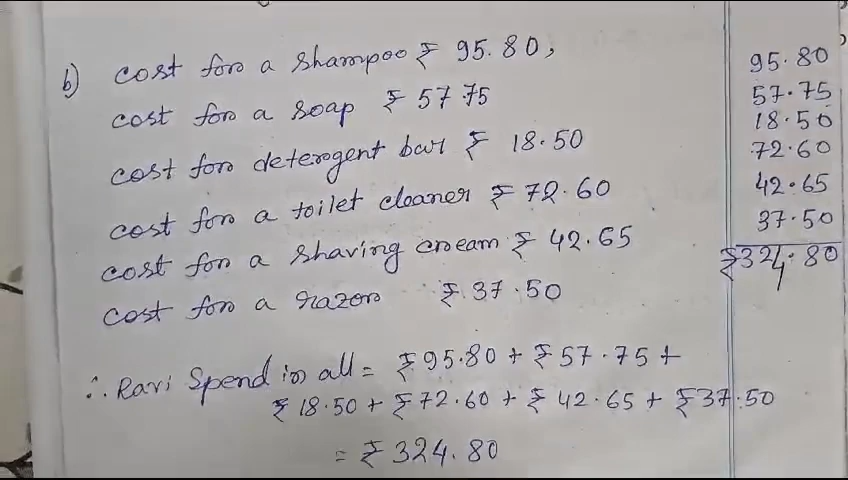 b) cost for a shampoo ₹ 95.80,
cost for a soap ₹ 57.75
cost for detergent bar ₹ 18.50
cost for a toilet cleaner ₹ 72.60
cost for a shaving cream ₹ 42.65
cost for a razor ₹ 37.50
∴ Ravi Spend in all = ₹95.80 + ₹57.75 +
₹18.50 + ₹72.60 + ₹42.65 + ₹37.50
= ₹324.80
95.80
57.75
18.50
72.60
42.65
37.50
₹324.80